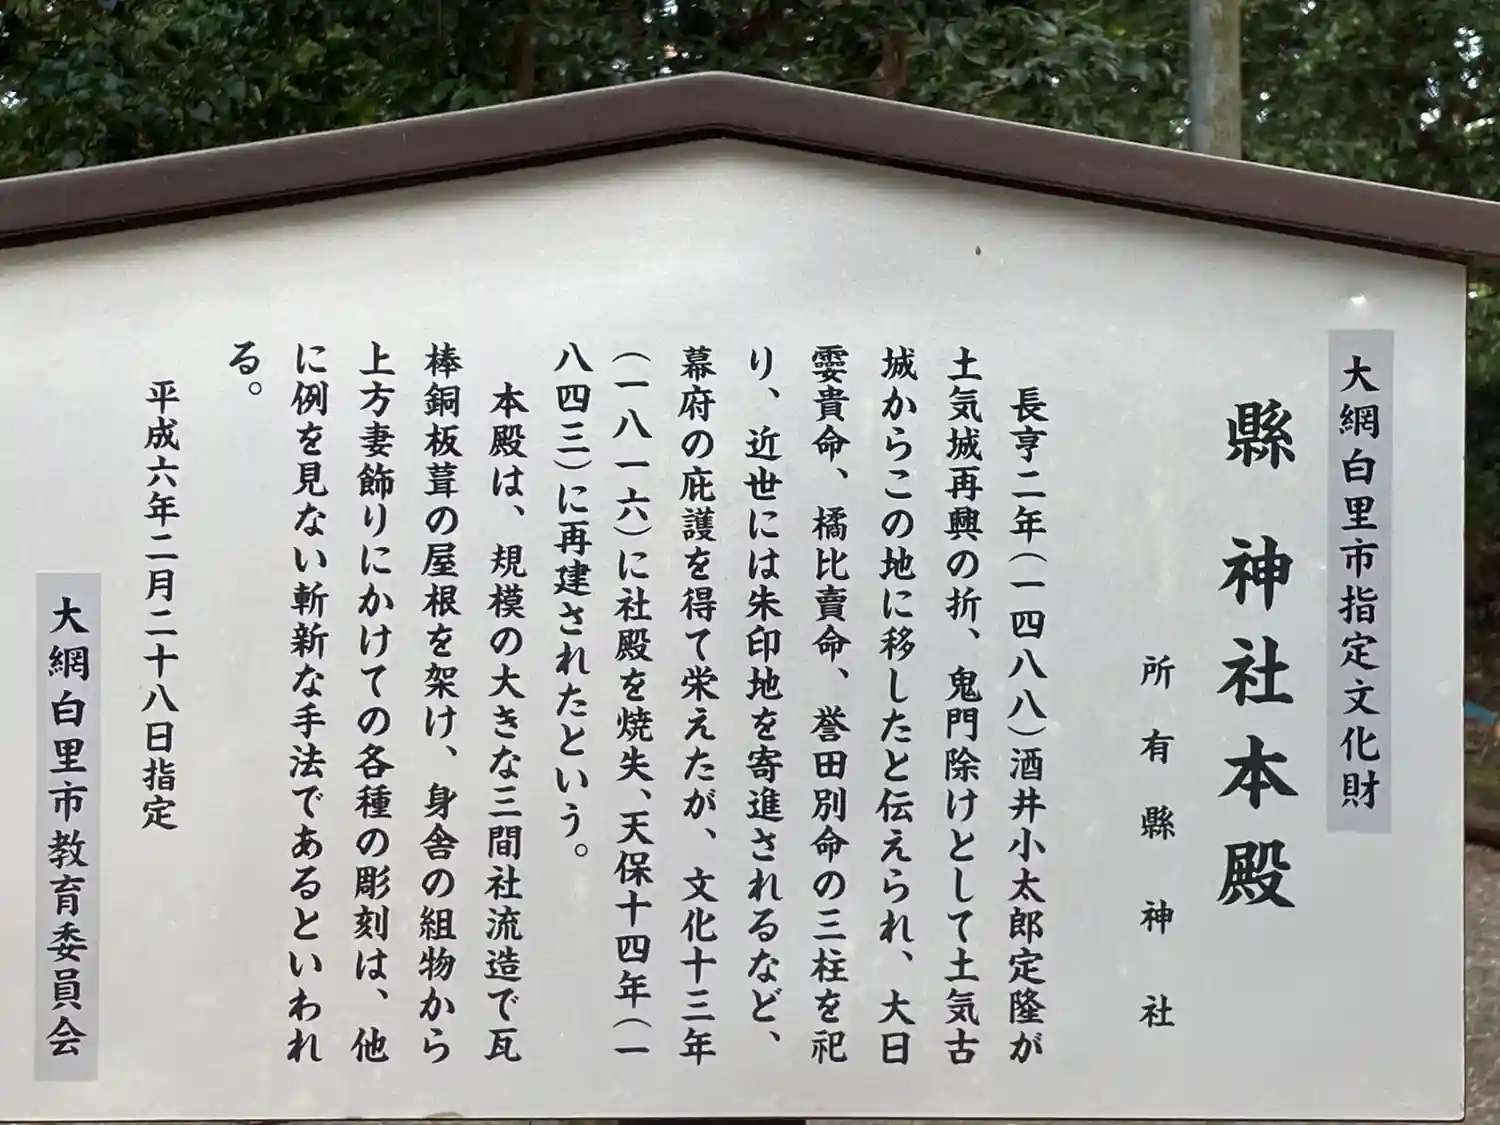 大網白里市指定文化財
縣神社本殿
所有縣神社
長亨二年(一四八八)酒井小太郎定隆が
土気城再興の折、鬼門除けとして土気古
城からこの地に移したと伝えられ、大日
孁貴命、橘比賣命、誉田別命の三柱を祀
り、近世には朱印地を寄進されるなど、
幕府の庇護を得て栄えたが、文化十三年
(一八一六)に社殿を焼失、天保十四年(一
八四三)に再建されたという。
本殿は、規模の大きな三間社流造で瓦
棒銅板葺の屋根を架け、身舎の組物から
上方妻飾りにかけての各種の彫刻は、他
に例を見ない斬新な手法であるといわれ
る。
平成六年二月二十八日指定
大網白里市教育委員会